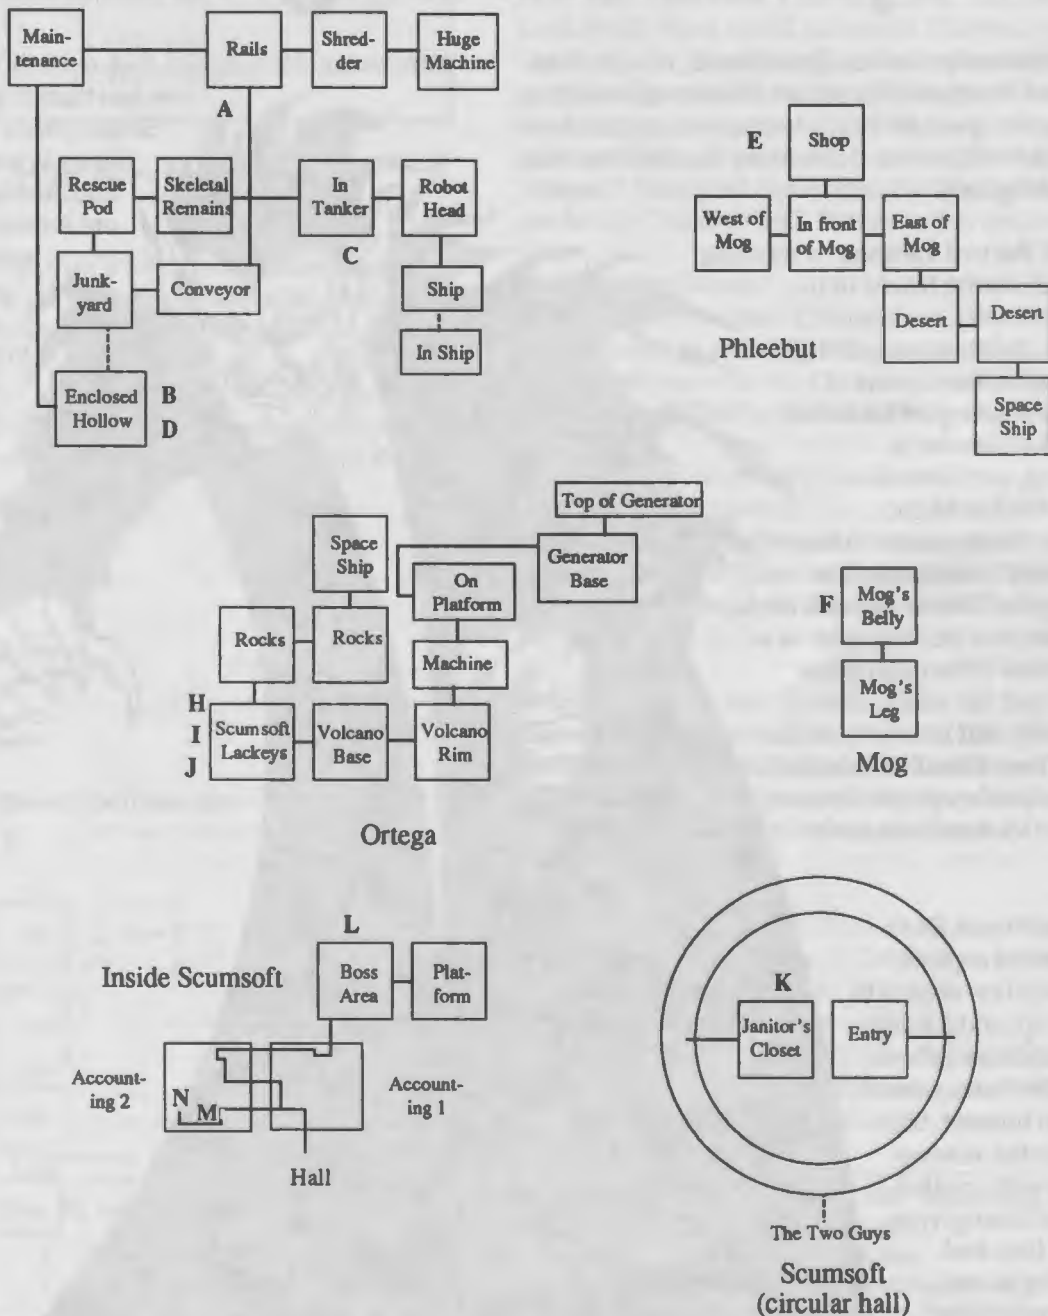 Main-
tenance
Rails
Shred-
der
Huge
Machine
A
Rescue
Pod
Skeletal
Remains
In
Tanker
Robot
Head
C
Junk-
yard
Conveyor
Ship
In Ship
Enclosed
Hollow
B
D
E
Shop
West of
Mog
In front
of Mog
East of
Mog
Desert
Desert
Phleebut
Space
Ship
Top of Generator
Space
Ship
Generator
Base
On
Platform
Rocks
Rocks
Machine
H
I
J
Scumsoft
Lackeys
Volcano
Base
Volcano
Rim
Ortega
F
Mog's
Belly
Mog's
Leg
Mog
Inside Scumsoft
L
Boss
Area
Plat-
form
Account-
ing 2
N
M
Account-
ing 1
Hall
K
Janitor's
Closet
Entry
The Two Guys
Scumsoft
(circular hall)